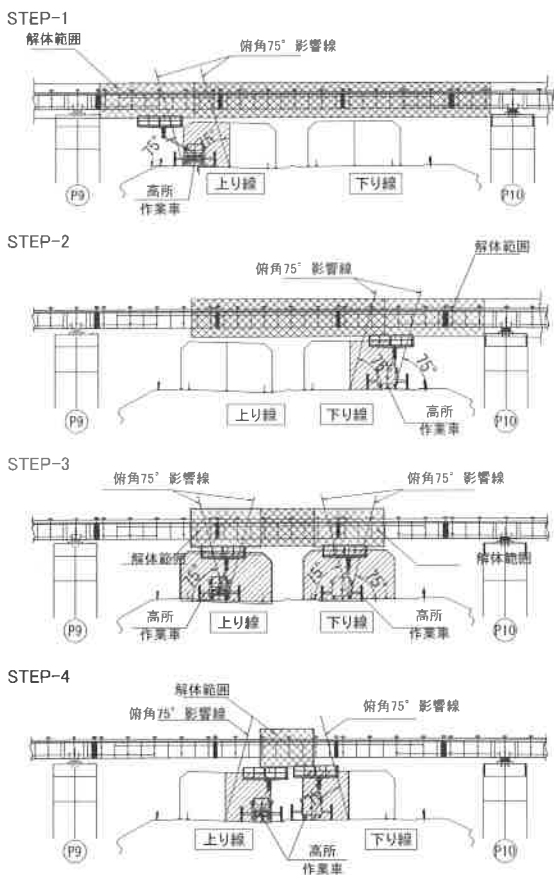 STEP-1
解体範囲
俯角75° 影響線
75°
75°
高所
作業車
上り線
下り線
P9
P10
STEP-2
解体範囲
俯角75° 影響線
75°
75°
上り線
下り線
高所
作業車
P9
P10
STEP-3
俯角75° 影響線
俯角75° 影響線
解体範囲
解体範囲
75°
75°
75°
75°
高所
作業車
上り線
下り線
高所
作業車
P9
P10
STEP-4
解体範囲
俯角75° 影響線
俯角75° 影響線
上り線
下り線
高所
作業車
P9
P10